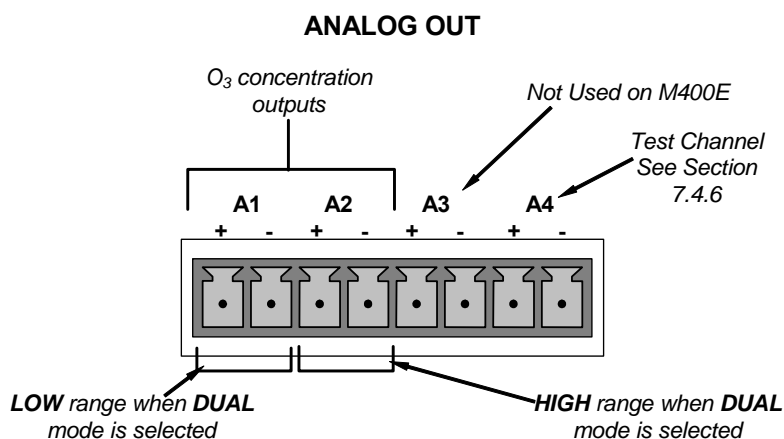 ANALOG OUT
O₃ concentration
outputs
Not Used on M400E
Test Channel
See Section
7.4.6
A1 A2 A3 A4
+ - + - + - + -
LOW range when DUAL
mode is selected
HIGH range when DUAL
mode is selected